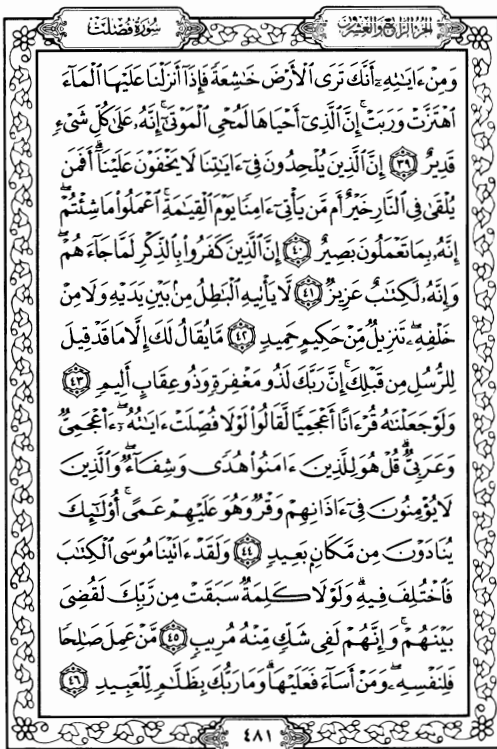 الجزء الرابع والعشرون
سورة فصلت
وَمِنْ ءَايَٰتِهِۦٓ أَنَّكَ تَرَى ٱلْأَرْضَ خَٰشِعَةً فَإِذَآ أَنزَلْنَا عَلَيْهَا ٱلْمَآءَ
ٱهْتَزَّتْ وَرَبَتْ ۚ إِنَّ ٱلَّذِىٓ أَحْيَاهَا لَمُحْىِ ٱلْمَوْتَىٰٓ ۚ إِنَّهُۥ عَلَىٰ كُلِّ شَىْءٍ
قَدِيرٌ ٣٩ إِنَّ ٱلَّذِينَ يُلْحِدُونَ فِىٓ ءَايَٰتِنَا لَا يَخْفَوْنَ عَلَيْنَآ ۗ أَفَمَن
يُلْقَىٰ فِى ٱلنَّارِ خَيْرٌ أَم مَّن يَأْتِىٓ ءَامِنًا يَوْمَ ٱلْقِيَٰمَةِ ۚ ٱعْمَلُوا۟ مَا شِئْتُمْ ۖ
إِنَّهُۥ بِمَا تَعْمَلُونَ بَصِيرٌ ٤٠ إِنَّ ٱلَّذِينَ كَفَرُوا۟ بِٱلذِّكْرِ لَمَّا جَآءَهُمْ ۖ
وَإِنَّهُۥ لَكِتَٰبٌ عَزِيزٌ ٤١ لَّا يَأْتِيهِ ٱلْبَٰطِلُ مِنۢ بَيْنِ يَدَيْهِ وَلَا مِنْ
خَلْفِهِۦ ۖ تَنزِيلٌ مِّنْ حَكِيمٍ حَمِيدٍ ٤٢ مَّا يُقَالُ لَكَ إِلَّا مَا قَدْ قِيلَ
لِلرُّسُلِ مِن قَبْلِكَ ۚ إِنَّ رَبَّكَ لَذُو مَغْفِرَةٍ وَذُو عِقَابٍ أَلِيمٍ ٤٣
وَلَوْ جَعَلْنَٰهُ قُرْءَانًا أَعْجَمِيًّا لَّقَالُوا۟ لَوْلَا فُصِّلَتْ ءَايَٰتُهُۥٓ ۖ ءَا۬عْجَمِىٌّ
وَعَرَبِىٌّ ۗ قُلْ هُوَ لِلَّذِينَ ءَامَنُوا۟ هُدًى وَشِفَآءٌ ۖ وَٱلَّذِينَ
لَا يُؤْمِنُونَ فِىٓ ءَاذَانِهِمْ وَقْرٌ وَهُوَ عَلَيْهِمْ عَمًى ۚ أُو۟لَٰٓئِكَ
يُنَادَوْنَ مِن مَّكَانٍۭ بَعِيدٍ ٤٤ وَلَقَدْ ءَاتَيْنَا مُوسَى ٱلْكِتَٰبَ
فَٱخْتُلِفَ فِيهِ ۗ وَلَوْلَا كَلِمَةٌ سَبَقَتْ مِن رَّبِّكَ لَقُضِىَ
بَيْنَهُمْ ۚ وَإِنَّهُمْ لَفِى شَكٍّ مِّنْهُ مُرِيبٍ ٤٥ مَّنْ عَمِلَ صَٰلِحًا
فَلِنَفْسِهِۦ ۖ وَمَنْ أَسَآءَ فَعَلَيْهَا ۗ وَمَا رَبُّكَ بِظَلَّٰمٍ لِّلْعَبِيدِ ٤٦
٤٨١